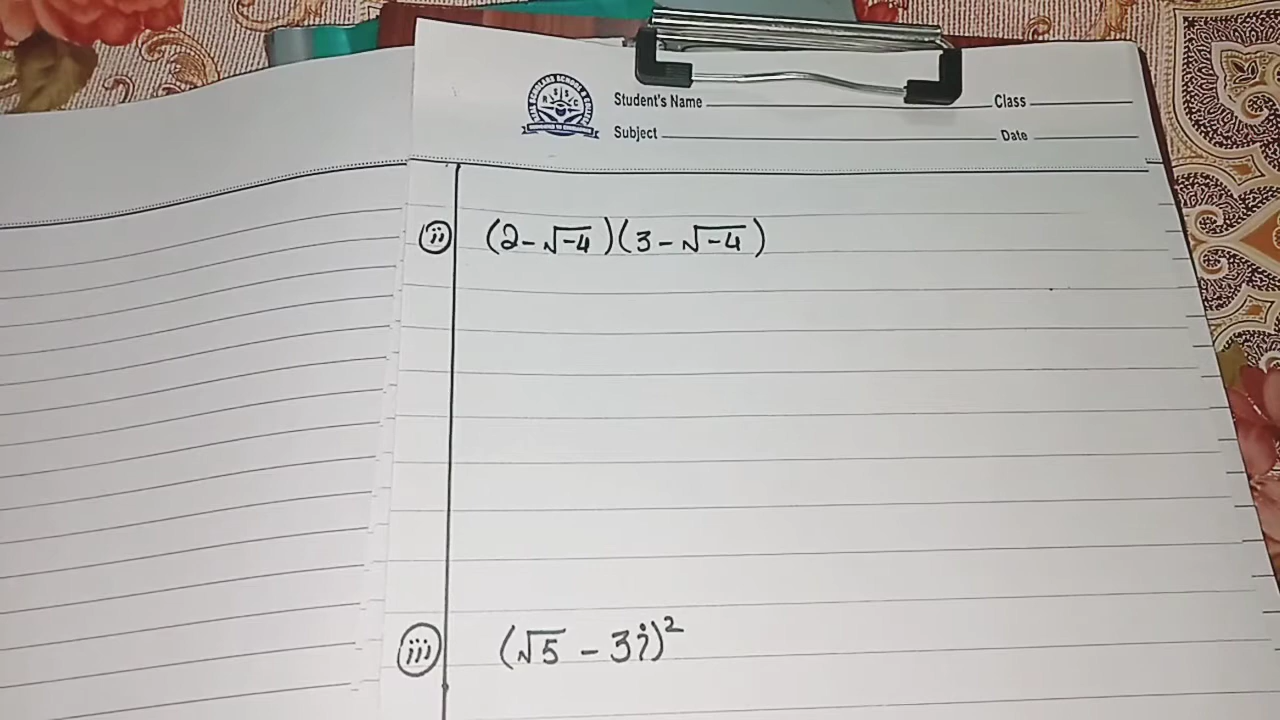 Student's Name Class
Subject Date
(ii) (2-√-4)(3-√-4)
(iii) (√5 - 3i)²